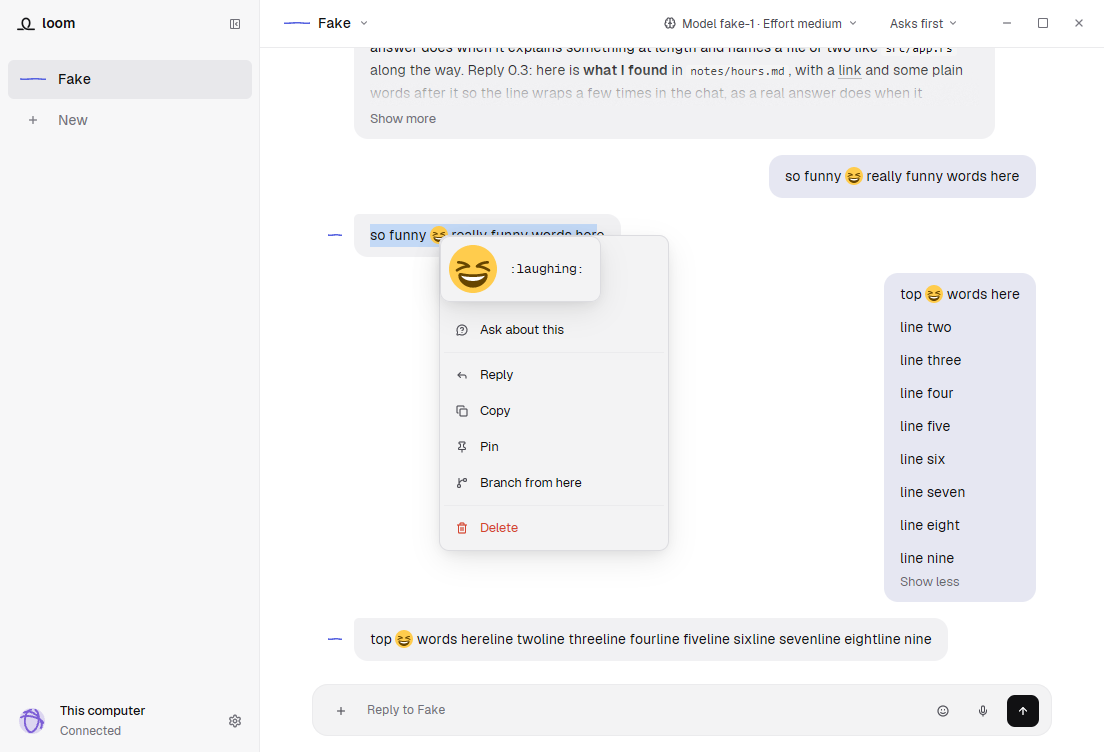 loom
Fake
New
This computer
Connected
Fake
Model fake-1 · Effort medium
Asks first
answer does when it explains something at length and names a file or two like src/app.rs
along the way. Reply 0.3: here is what I found in notes/hours.md, with a link and some plain
words after it so the line wraps a few times in the chat, as a real answer does when it
Show more
so funny 😆 really funny words here
so funny 😆 really funny words here
:laughing:
Ask about this
Reply
Copy
Pin
Branch from here
Delete
top 😆 words here
line two
line three
line four
line five
line six
line seven
line eight
line nine
Show less
top 😆 words hereline twoline threeline fourline fiveline sixline sevenline eightline nine
Reply to Fake